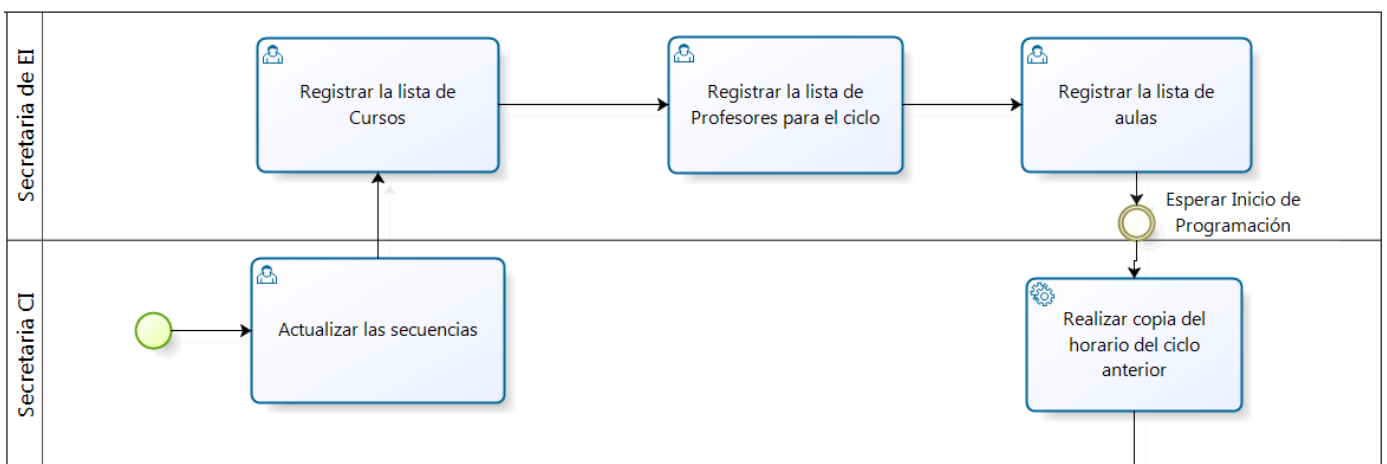 Secretaria de EI
Registrar la lista de
Cursos
Registrar la lista de
Profesores para el ciclo
Registrar la lista de
aulas
Esperar Inicio de
Programación
Secretaria CI
Actualizar las secuencias
Realizar copia del
horario del ciclo
anterior